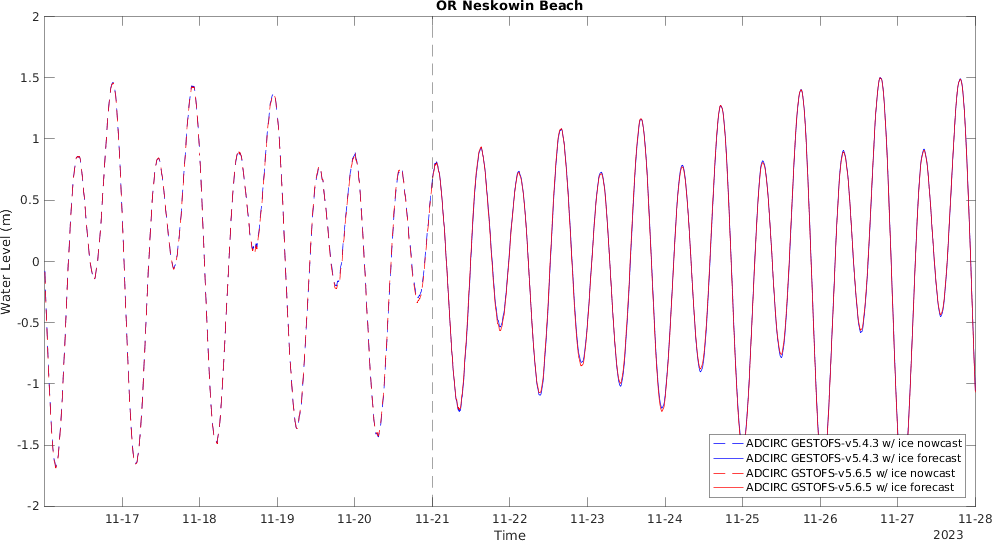 OR Neskowin Beach
2
1.5
1
0.5
0
-0.5
-1
-1.5
-2
Water Level (m)
ADCIRC GESTOFS-v5.4.3 w/ ice nowcast
ADCIRC GESTOFS-v5.4.3 w/ ice forecast
ADCIRC GSTOFS-v5.6.5 w/ ice nowcast
ADCIRC GSTOFS-v5.6.5 w/ ice forecast
11-17 11-18 11-19 11-20 11-21 11-22 11-23 11-24 11-25 11-26 11-27 11-28
Time
2023